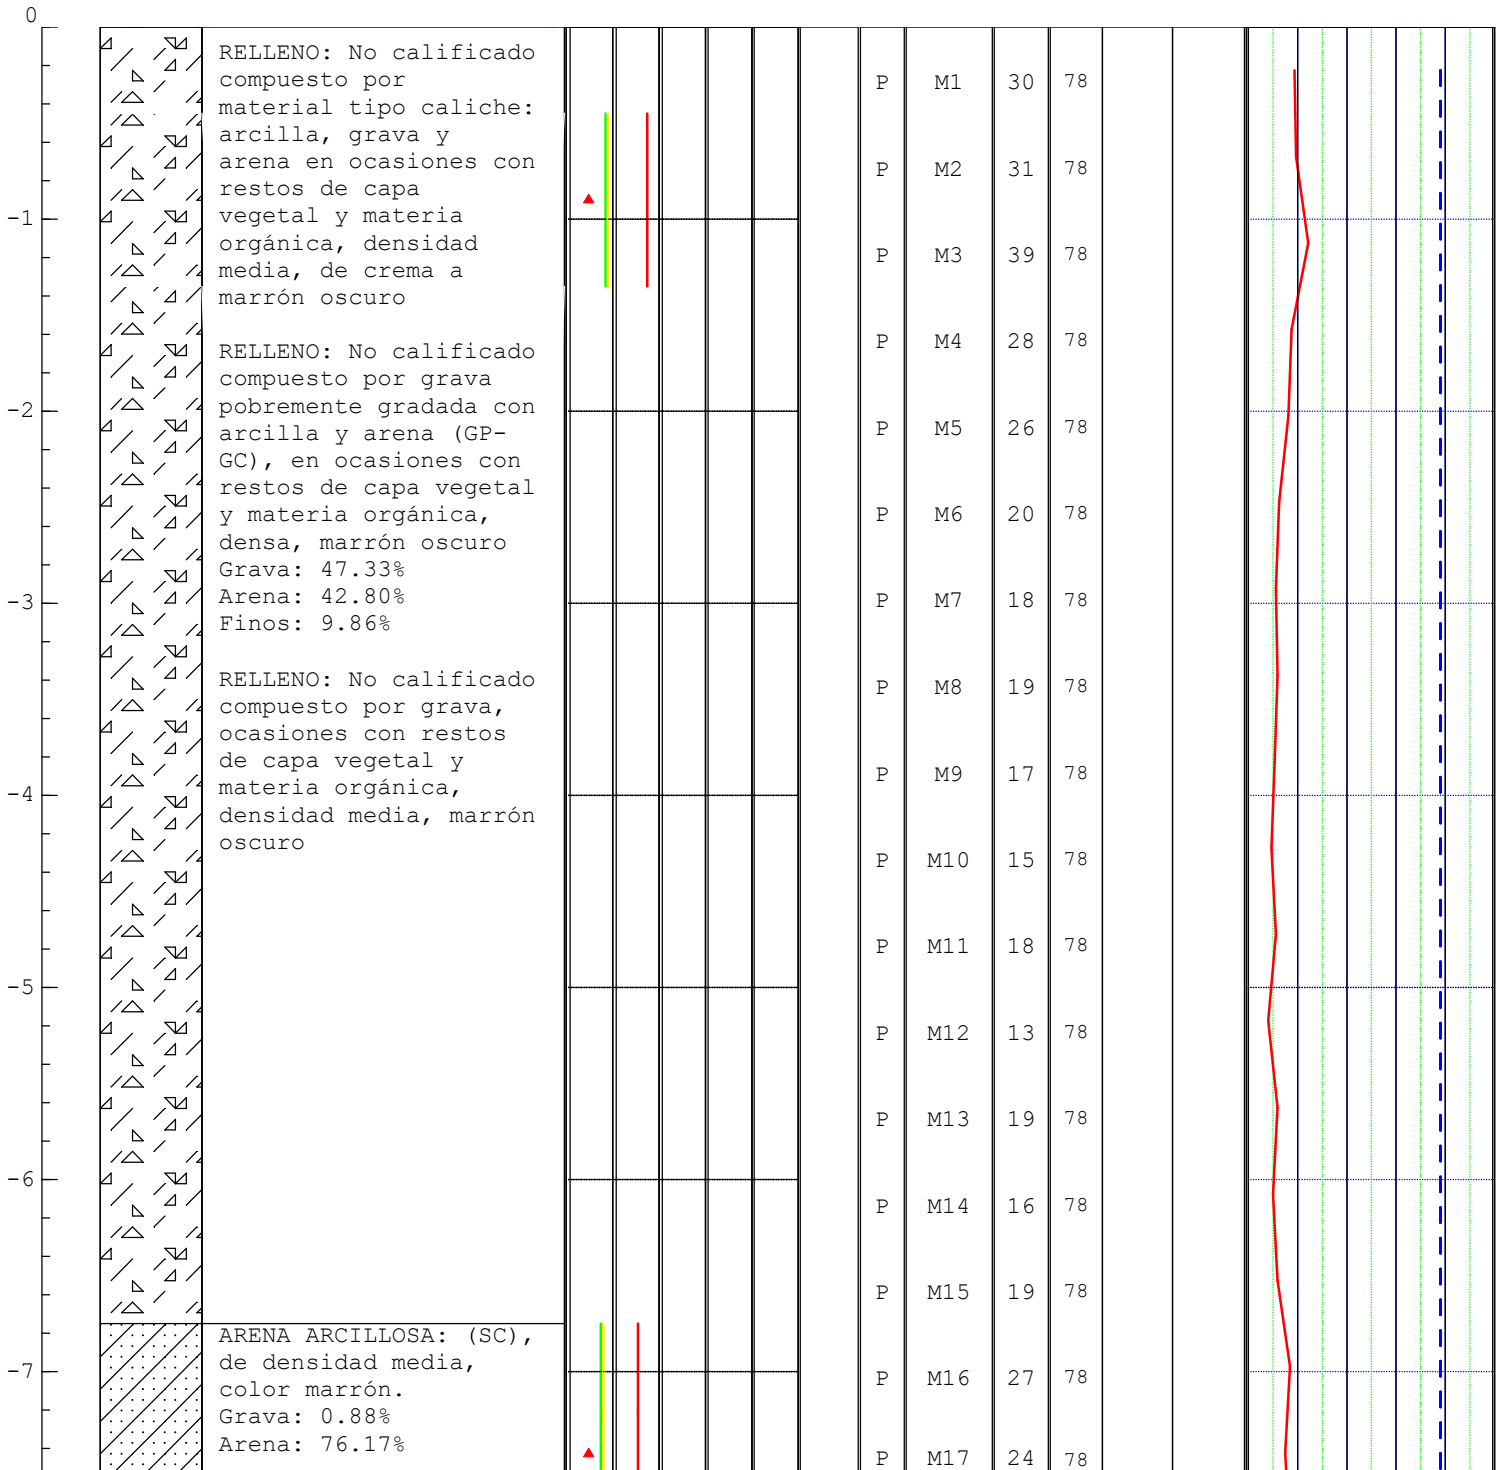 0
RELLENO: No calificado
compuesto por
material tipo caliche:
arcilla, grava y
arena en ocasiones con
restos de capa
vegetal y materia
orgánica, densidad
media, de crema a
marrón oscuro
RELLENO: No calificado
compuesto por grava
pobremente gradada con
arcilla y arena (GP-
GC), en ocasiones con
restos de capa vegetal
y materia orgánica,
densa, marrón oscuro
Grava: 47.33%
Arena: 42.80%
Finos: 9.86%
RELLENO: No calificado
compuesto por grava,
ocasiones con restos
de capa vegetal y
materia orgánica,
densidad media, marrón
oscuro
ARENA ARCILLOSA: (SC),
de densidad media,
color marrón.
Grava: 0.88%
Arena: 76.17%
-1
-2
-3
-4
-5
-6
-7
P M1 30 78
P M2 31 78
P M3 39 78
P M4 28 78
P M5 26 78
P M6 20 78
P M7 18 78
P M8 19 78
P M9 17 78
P M10 15 78
P M11 18 78
P M12 13 78
P M13 19 78
P M14 16 78
P M15 19 78
P M16 27 78
P M17 24 78